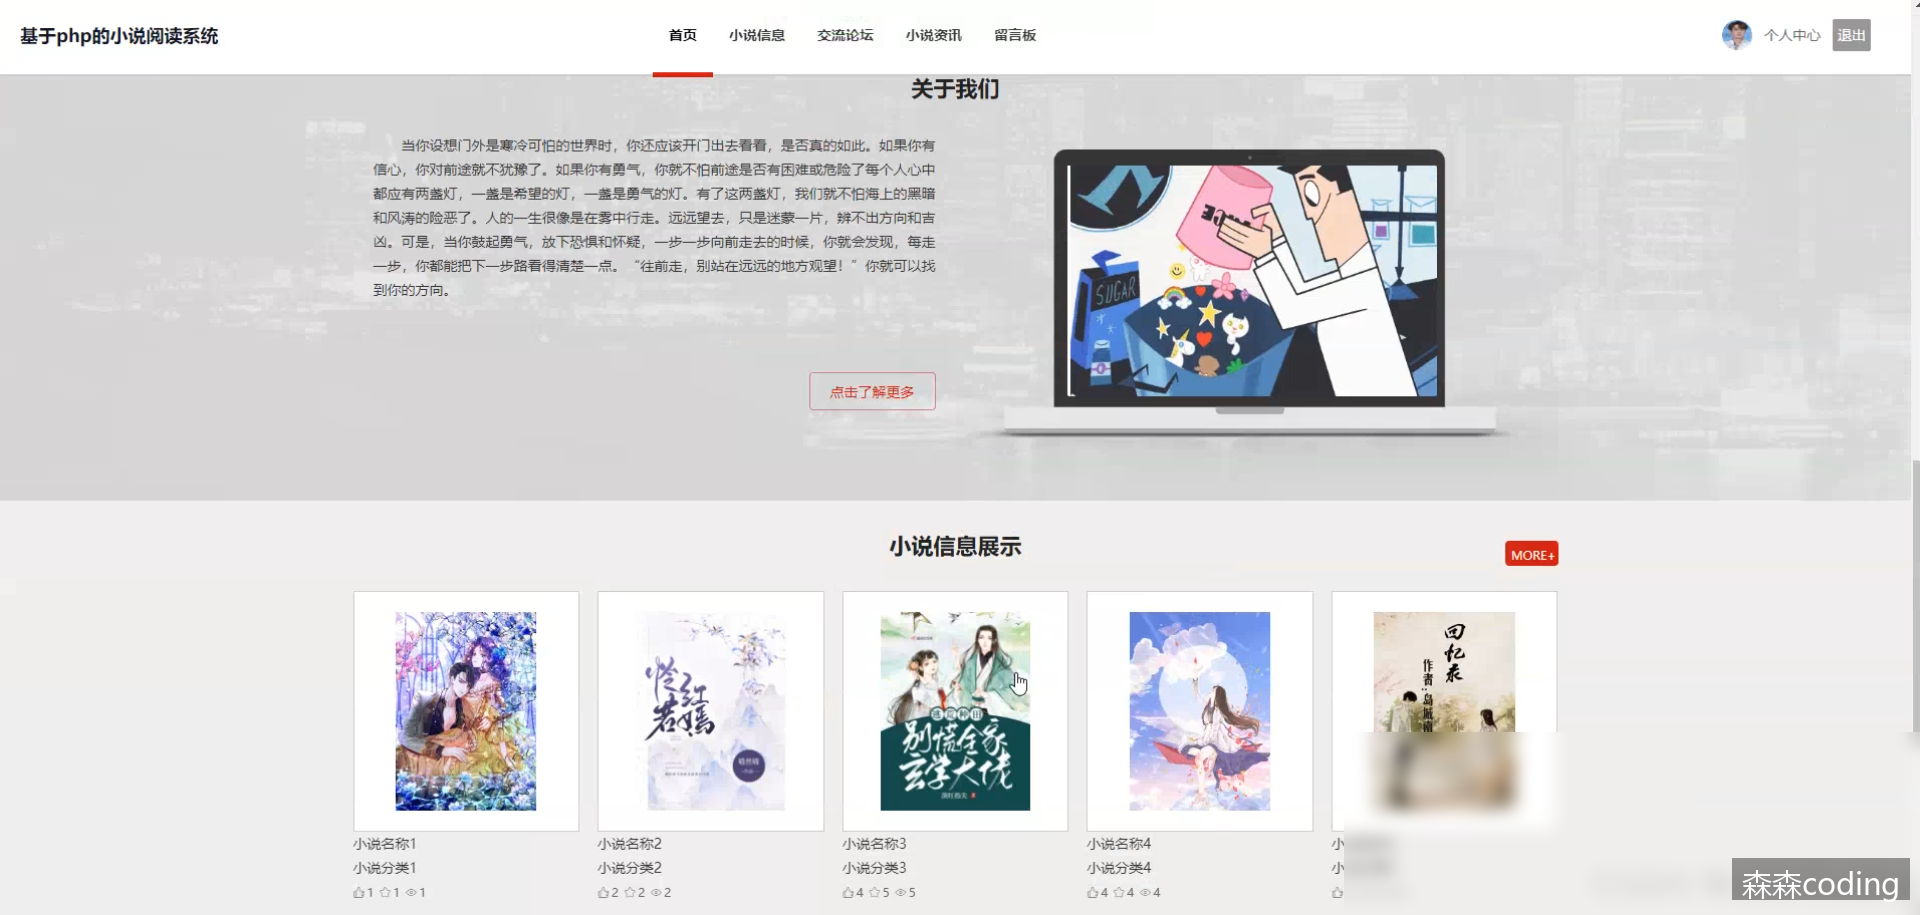 基于php的小说阅读系统
首页 小说信息 交流论坛 小说资讯 留言板
个人中心 退出
关于我们
当你设想门外是寒冷可怕的世界时，你还应该开门出去看看，是否真的如此。如果你有
信心，你对前途就不犹豫了。如果你有勇气，你就不怕前途是否有困难或危险了每个人心中
都应有两盏灯，一盏是希望的灯，一盏是勇气的灯。有了这两盏灯，我们就不怕海上的黑暗
和风涛的险恶了。人的一生很像是在雾中行走。远远望去，只是迷蒙一片，辨不出方向和吉
凶。可是，当你鼓起勇气，放下恐惧和怀疑，一步一步向前走去的时候，你就会发现，每走
一步，你都能把下一步路看得清楚一点。“往前走，别站在远远的地方观望！”你就可以找
到你的方向。
SUGAR
点击了解更多
小说信息展示
MORE+
别慌全家
玄学大佬
回忆录
作者：岛城
小说名称1
小说分类1
1 1 1
小说名称2
小说分类2
2 2 2
小说名称3
小说分类3
4 5 5
小说名称4
小说分类4
4 4 4
小
小
森森coding